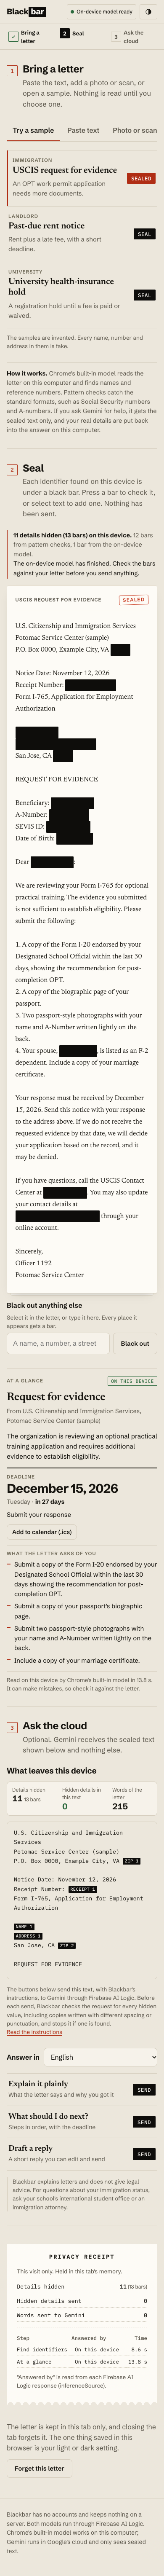 Blackbar
On-device model ready
Bring a letter
2 Seal
3 Ask the cloud
1 Bring a letter
Paste the text, add a photo or scan, or open a sample. Nothing is read until you choose one.
Try a sample
Paste text
Photo or scan
IMMIGRATION
USCIS request for evidence
An OPT work permit application needs more documents.
SEALED
LANDLORD
Past-due rent notice
Rent plus a late fee, with a short deadline.
SEAL
UNIVERSITY
University health-insurance hold
A registration hold until a fee is paid or waived.
SEAL
The samples are invented. Every name, number and address in them is fake.
How it works. Chrome's built-in model reads the letter on this computer and finds names and reference numbers. Pattern checks catch the standard formats, such as Social Security numbers and A-numbers. If you ask Gemini for help, it gets the sealed text only, and your real details are put back in the answer on this computer.
2 Seal
Each identifier found on this device is under a black bar. Press a bar to check it, or select text to add one. Nothing has been sent.
11 details hidden (13 bars) on this device. 12 bars from pattern checks, 1 bar from the on-device model.
The on-device model has finished. Check the bars against your letter before you send anything.
USCIS REQUEST FOR EVIDENCE
SEALED
U.S. Citizenship and Immigration Services
Potomac Service Center (sample)
P.O. Box 0000, Example City, VA
Notice Date: November 12, 2026
Receipt Number:
Form I-765, Application for Employment Authorization
San Jose, CA
REQUEST FOR EVIDENCE
Beneficiary:
A-Number:
SEVIS ID:
Date of Birth:
Dear :
We are reviewing your Form I-765 for optional practical training. The evidence you submitted is not sufficient to establish eligibility. Please submit the following:
1. A copy of the Form I-20 endorsed by your Designated School Official within the last 30 days, showing the recommendation for post-completion OPT.
2. A copy of the biographic page of your passport.
3. Two passport-style photographs with your name and A-Number written lightly on the back.
4. Your spouse, , is listed as an F-2 dependent. Include a copy of your marriage certificate.
Your response must be received by December 15, 2026. Send this notice with your response to the address above. If we do not receive the requested evidence by that date, we will decide your application based on the record, and it may be denied.
If you have questions, call the USCIS Contact Center at . You may also update your contact details at through your online account.
Sincerely,
Officer 1192
Potomac Service Center
Black out anything else
Select it in the letter, or type it here. Every place it appears gets a bar.
A name, a number, a street
Black out
AT A GLANCE
ON THIS DEVICE
Request for evidence
From U.S. Citizenship and Immigration Services, Potomac Service Center (sample)
The organization is reviewing an optional practical training application and requires additional evidence to establish eligibility.
DEADLINE
December 15, 2026
Tuesday · in 27 days
Submit your response
Add to calendar (.ics)
WHAT THE LETTER ASKS OF YOU
Submit a copy of the Form I-20 endorsed by your Designated School Official within the last 30 days showing the recommendation for post-completion OPT.
Submit a copy of your passport's biographic page.
Submit two passport-style photographs with your name and A-Number written lightly on the back.
Include a copy of your marriage certificate.
Read on this device by Chrome's built-in model in 13.8 s. It can make mistakes, so check it against the letter.
3 Ask the cloud
Optional. Gemini receives the sealed text shown below and nothing else.
What leaves this device
Details hidden
11 13 bars
Hidden details in this text
0
Words of the letter
215
U.S. Citizenship and Immigration Services
Potomac Service Center (sample)
P.O. Box 0000, Example City, VA ZIP 1
Notice Date: November 12, 2026
Receipt Number: RECEIPT 1
Form I-765, Application for Employment Authorization
NAME 1
ADDRESS 1
San Jose, CA ZIP 2
REQUEST FOR EVIDENCE
The buttons below send this text, with Blackbar's instructions, to Gemini through Firebase AI Logic. Before each send, Blackbar checks the request for every hidden value, including copies written with different spacing or punctuation, and stops it if one is found.
Read the instructions
Answer in
English
Explain it plainly
What the letter says and why you got it
SEND
What should I do next?
Steps in order, with the deadline
SEND
Draft a reply
A short reply you can edit and send
SEND
Blackbar explains letters and does not give legal advice. For questions about your immigration status, ask your school's international student office or an immigration attorney.
PRIVACY RECEIPT
This visit only. Held in this tab's memory.
Details hidden 11 (13 bars)
Hidden details sent 0
Words sent to Gemini 0
Step Answered by Time
Find identifiers On this device 8.6 s
At a glance On this device 13.8 s
"Answered by" is read from each Firebase AI Logic response (inferenceSource).
The letter is kept in this tab only, and closing the tab forgets it. The one thing saved in this browser is your light or dark setting.
Forget this letter
Blackbar has no accounts and keeps nothing on a server. Both models run through Firebase AI Logic. Chrome's built-in model works on this computer; Gemini runs in Google's cloud and only sees sealed text.